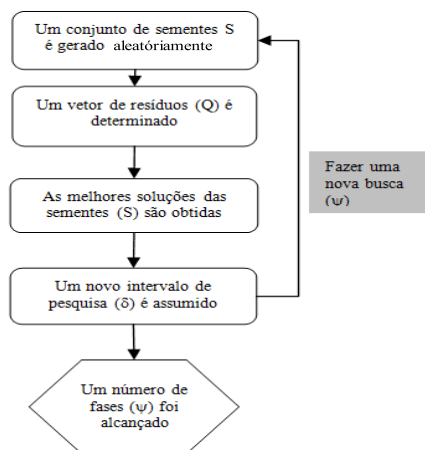 Um conjunto de sementes S
é gerado aleatóriamente
Um vetor de resíduos (Q) é
determinado
As melhores soluções das
sementes (S) são obtidas
Um novo intervalo de
pesquisa (δ) é assumido
Fazer uma
nova busca
(ψ)
Um número de
fases (ψ) foi
alcançado